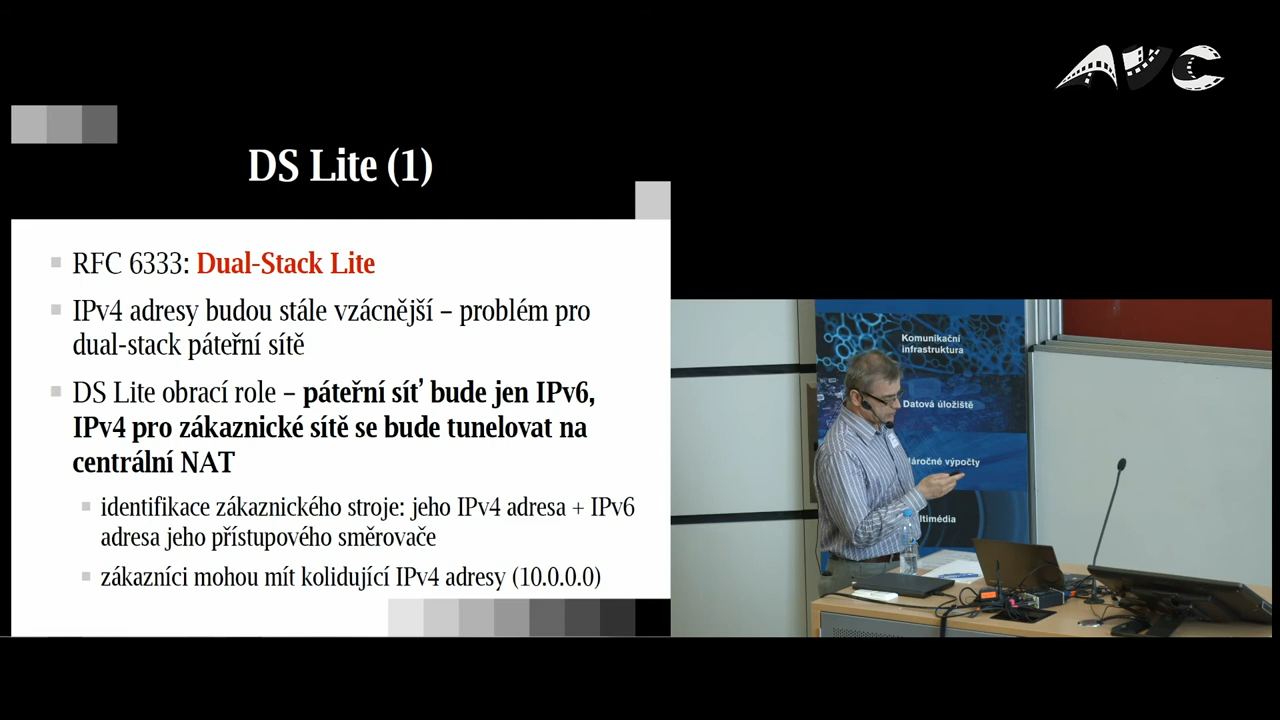 AVC
DS Lite (1)
RFC 6333: Dual-Stack Lite
IPv4 adresy budou stále vzácnější – problém pro
dual-stack páteřní sítě
DS Lite obrací role – páteřní síť bude jen IPv6,
IPv4 pro zákaznické sítě se bude tunelovat na
centrální NAT
identifikace zákaznického stroje: jeho IPv4 adresa + IPv6
adresa jeho přístupového směrovače
zákazníci mohou mít kolidující IPv4 adresy (10.0.0.0)
Komunikační
infrastruktura
Datová úložiště
áročné výpočty
ltimédia